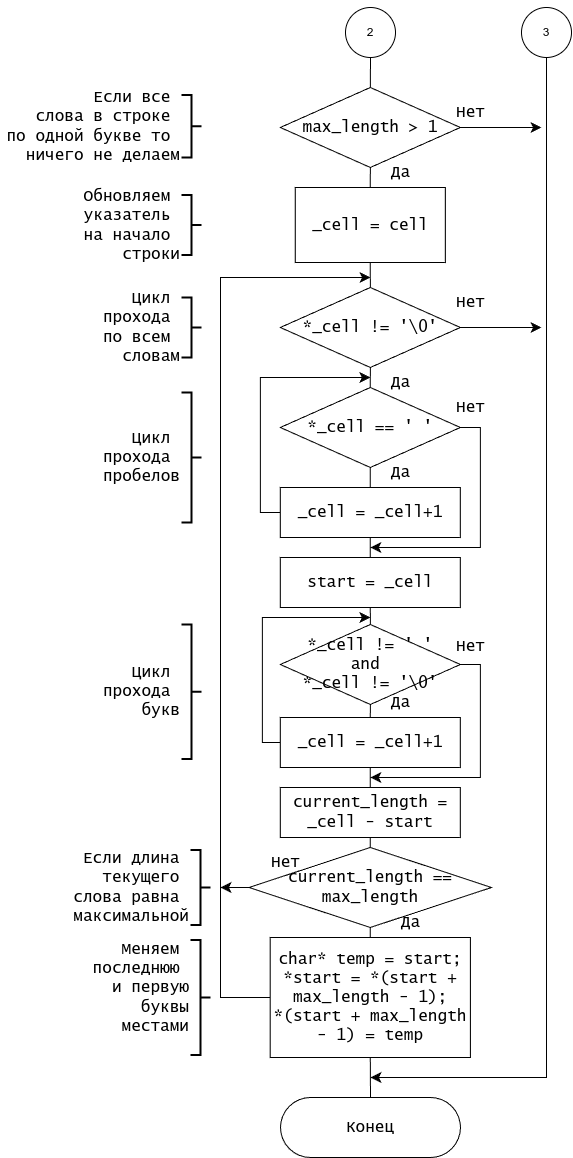 2
3
Если все
слова в строке
по одной букве то
ничего не делаем
max_length > 1
Нет
Да
Обновляем
указатель
на начало
строки
_cell = cell
Цикл
прохода
по всем
словам
*_cell != '\0'
Нет
Да
Цикл
прохода
пробелов
*_cell == ' '
Нет
Да
_cell = _cell+1
start = _cell
Цикл
прохода
букв
*_cell != ' '
and
*_cell != '\0'
Нет
Да
_cell = _cell+1
current_length =
_cell - start
Если длина
текущего
слова равна
максимальной
Нет
current_length ==
max_length
Да
Меняем
последнюю
и первую
буквы
местами
char* temp = start;
*start = *(start +
max_length - 1);
*(start + max_length
- 1) = temp
Конец